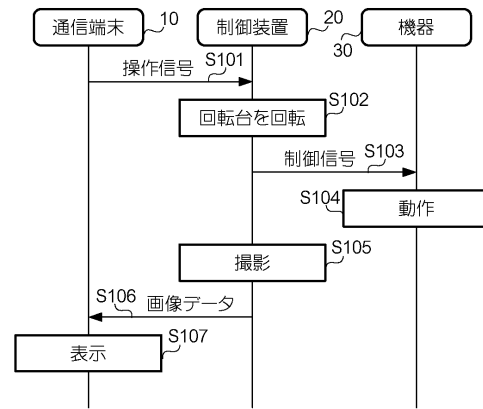 通信端末 10
制御装置 20
機器 30
操作信号 S101
回転台を回転 S102
制御信号 S103
動作 S104
撮影 S105
画像データ S106
表示 S107